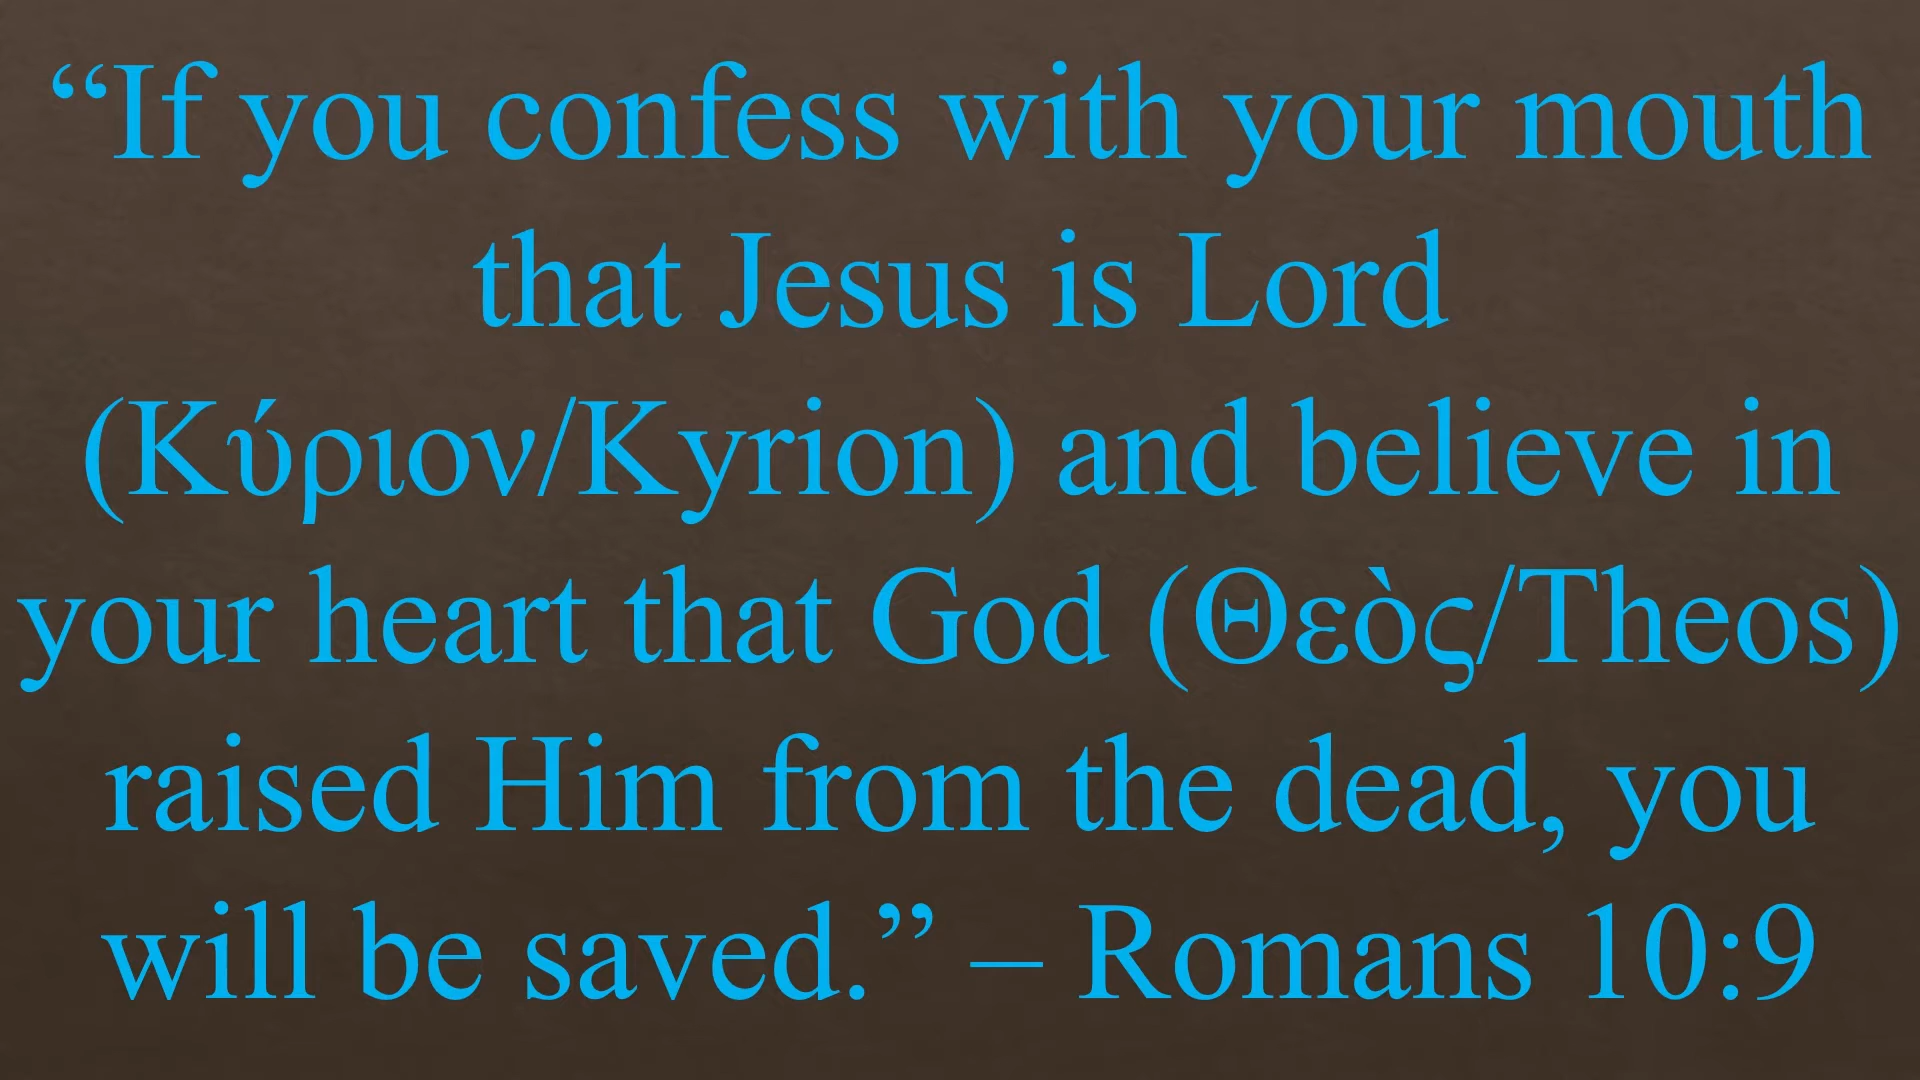 “If you confess with your mouth
that Jesus is Lord
(Κύριον/Kyrion) and believe in
your heart that God (Θεὸς/Theos)
raised Him from the dead, you
will be saved.” – Romans 10:9